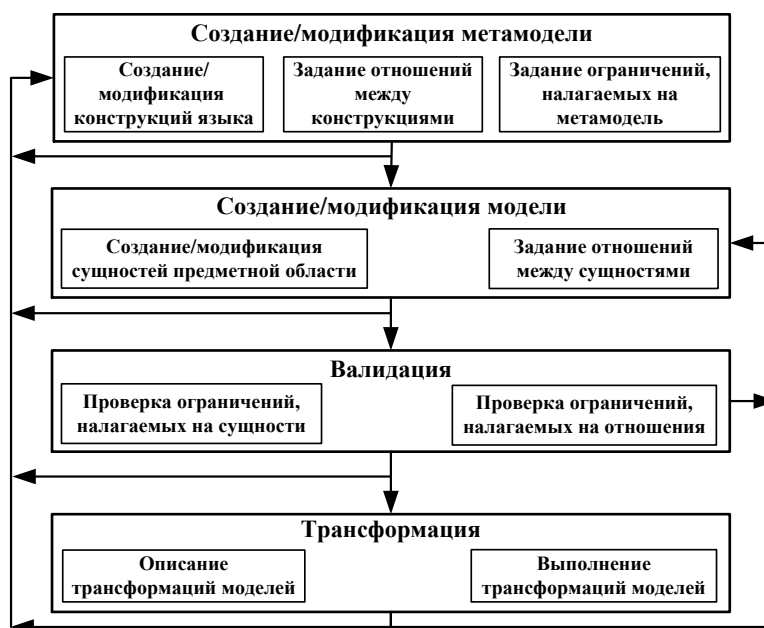 Создание/модификация метамодели
Создание/
модификация
конструкций языка
Задание отношений
между
конструкциями
Задание ограничений,
налагаемых на
метамодель
Создание/модификация модели
Создание/модификация
сущностей предметной области
Задание отношений
между сущностями
Валидация
Проверка ограничений,
налагаемых на сущности
Проверка ограничений,
налагаемых на отношения
Трансформация
Описание
трансформаций моделей
Выполнение
трансформаций моделей